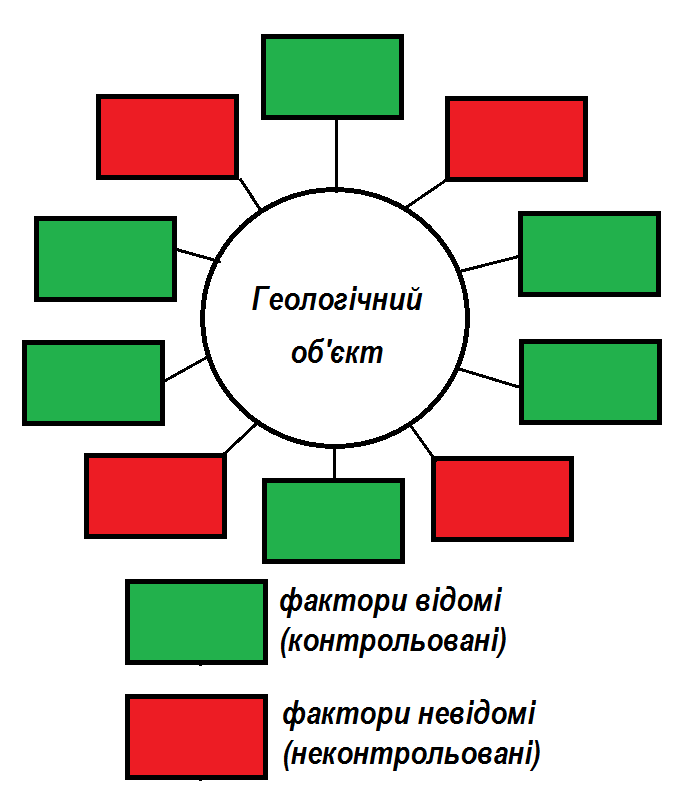 Геологічний
об'єкт
фактори відомі
(контрольовані)
фактори невідомі
(неконтрольовані)